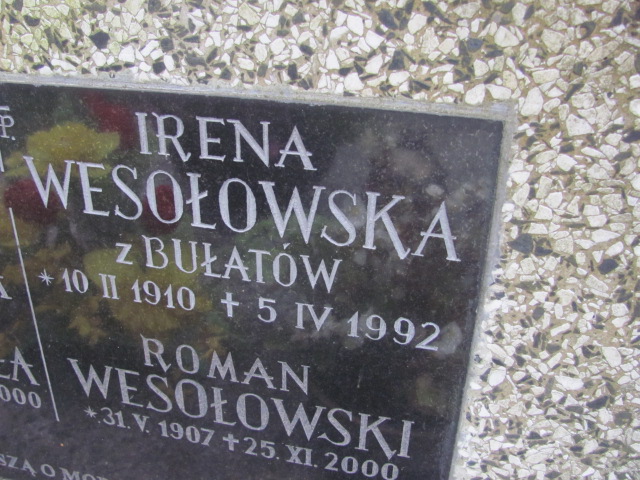 IRENA
WESOŁOWSKA
z BUŁATÓW
* 10 II 1910 + 5 IV 1992
ROMAN
WESOŁOWSKI
* 31. V. 1907 + 25. XI. 2000